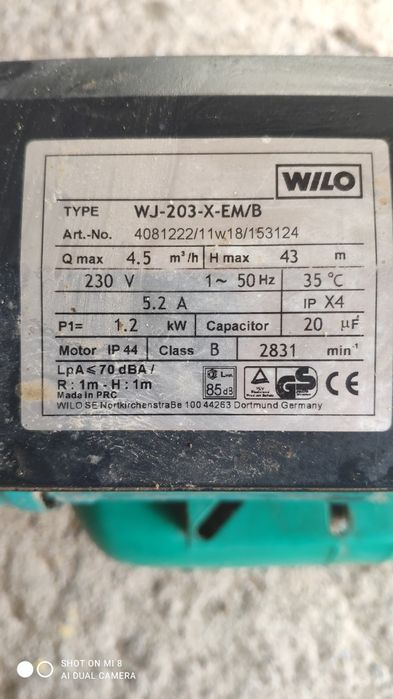 WILO
TYPE WJ-203-X-EM/B
Art.-No. 4081222/11w18/153124
Q max 4.5 m³/h H max 43 m
230 V 1~ 50 Hz 35 °C
5.2 A IP X4
P1= 1.2 kW Capacitor 20 µF
Motor IP 44 Class B 2831 min⁻¹
LpA ≤ 70 dBA /
R : 1m - H : 1m
Made in PRC
85dB
TÜV
GS CE
WILO SE Nortkirchenstraße 100 44263 Dortmund Germany
SHOT ON MI 8
AI DUAL CAMERA